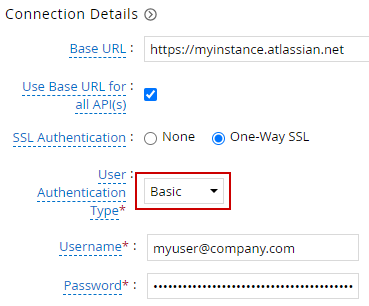 Connection Details
Base URL : https://myinstance.atlassian.net
Use Base URL for all API(s) :
SSL Authentication : None One-Way SSL
User Authentication Type* : Basic
Username* : myuser@company.com
Password* : ••••••••••••••••••••••••••••••••••••••••